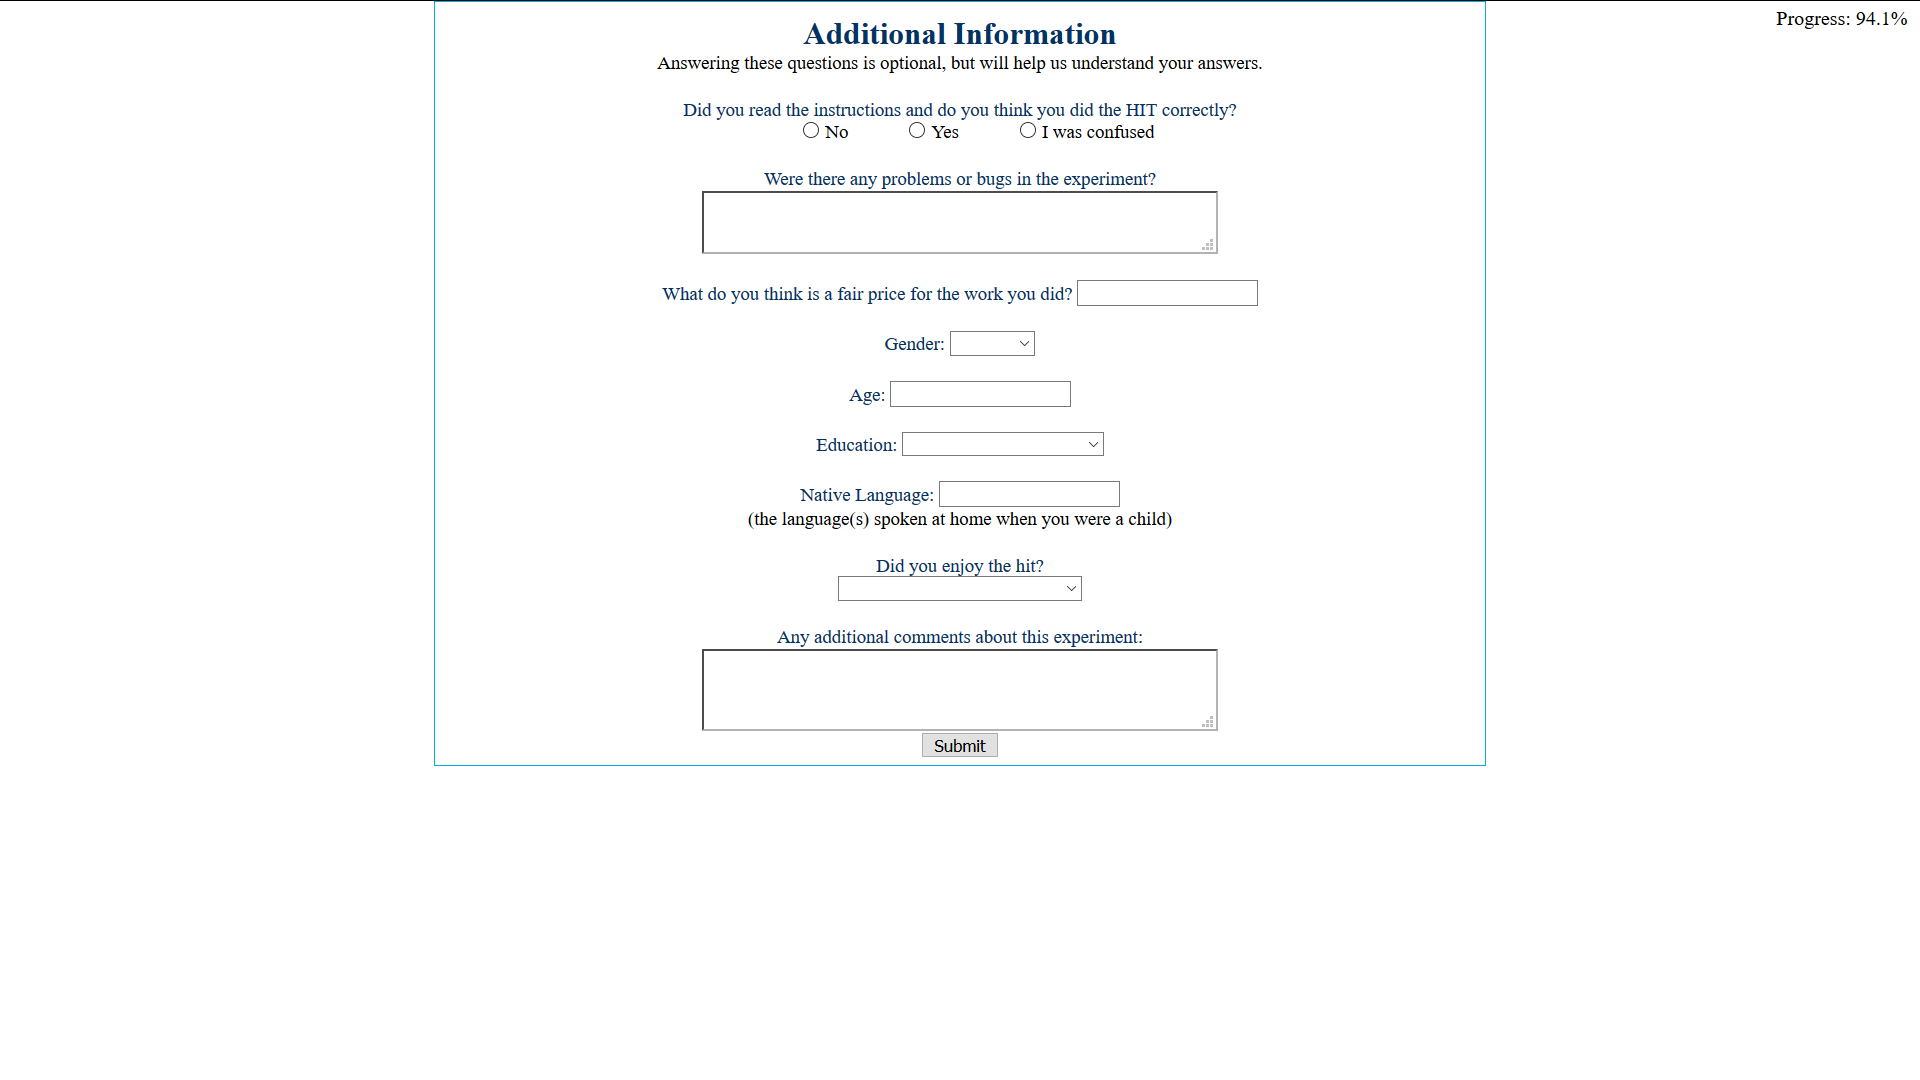 Progress: 94.1%
Additional Information
Answering these questions is optional, but will help us understand your answers.
Did you read the instructions and do you think you did the HIT correctly?
No Yes I was confused
Were there any problems or bugs in the experiment?
What do you think is a fair price for the work you did?
Gender:
Age:
Education:
Native Language:
(the language(s) spoken at home when you were a child)
Did you enjoy the hit?
Any additional comments about this experiment:
Submit